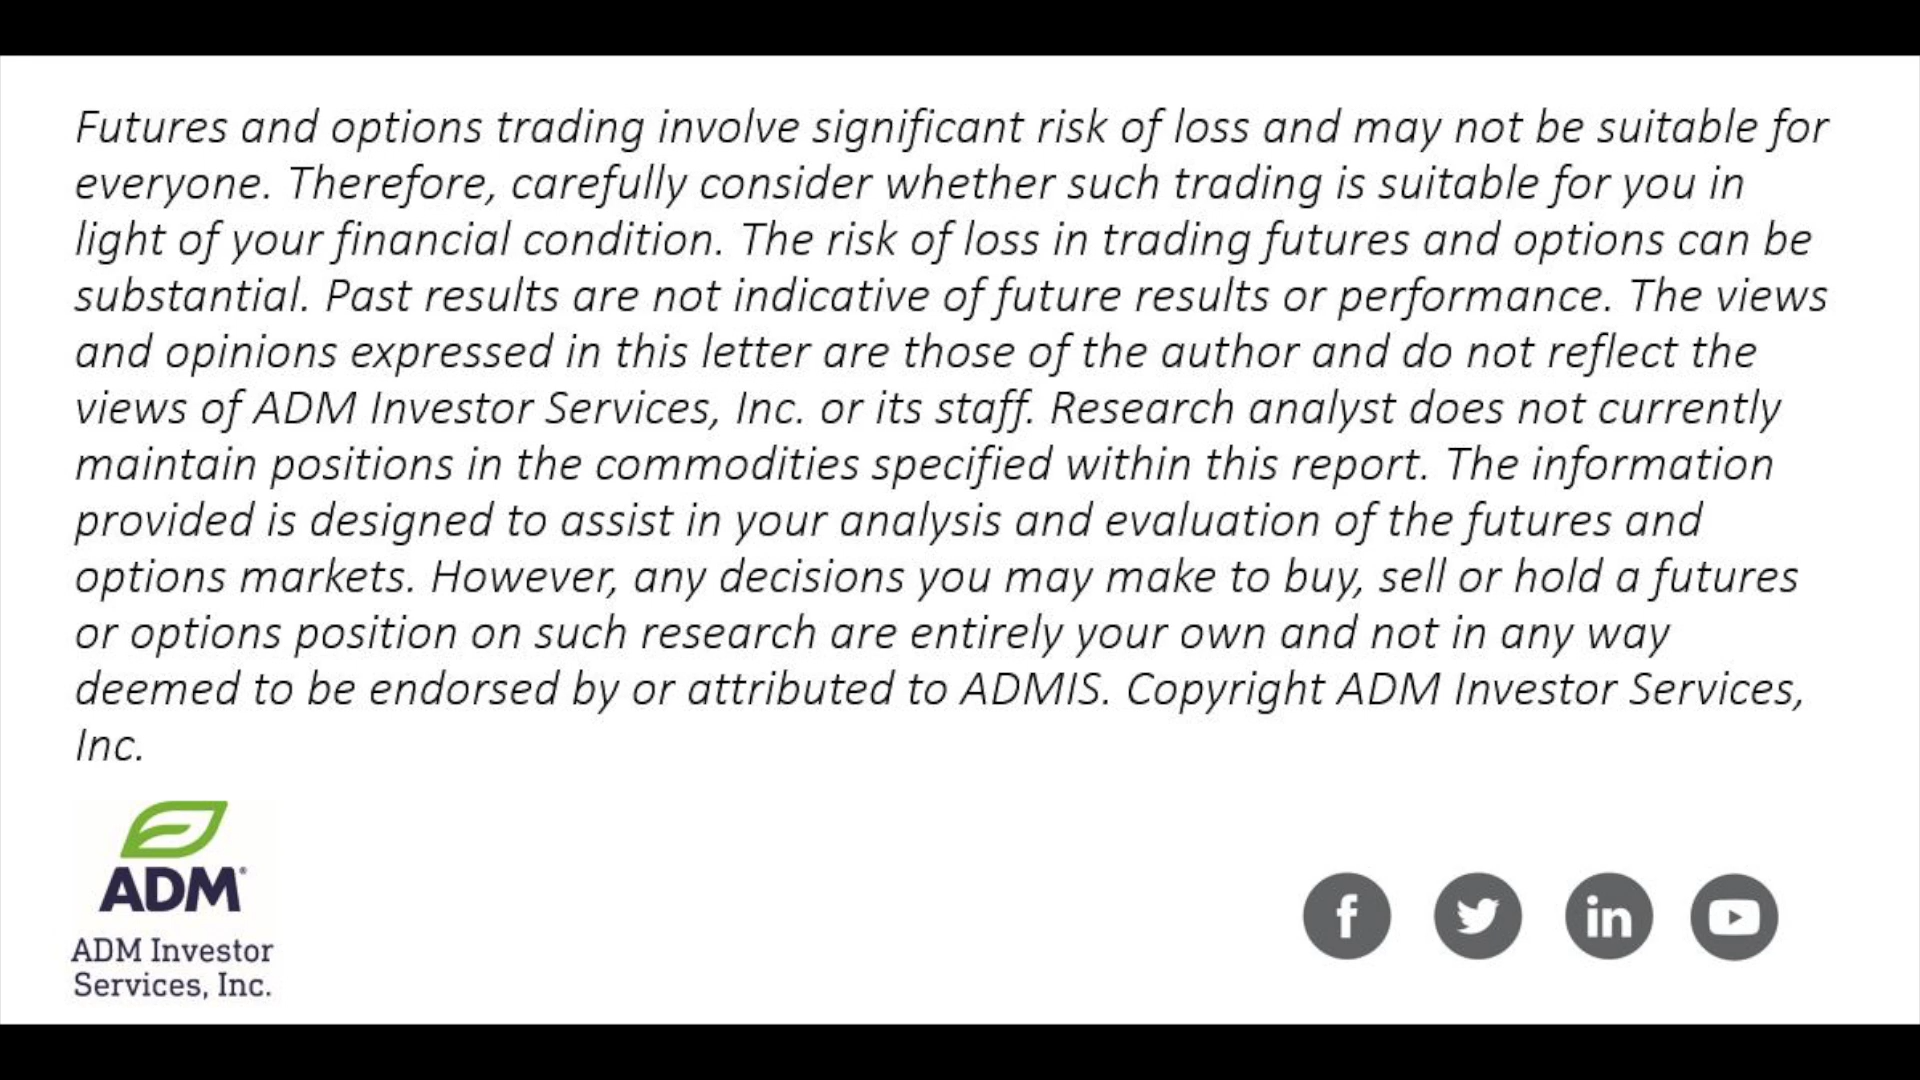 Futures and options trading involve significant risk of loss and may not be suitable for
everyone. Therefore, carefully consider whether such trading is suitable for you in
light of your financial condition. The risk of loss in trading futures and options can be
substantial. Past results are not indicative of future results or performance. The views
and opinions expressed in this letter are those of the author and do not reflect the
views of ADM Investor Services, Inc. or its staff. Research analyst does not currently
maintain positions in the commodities specified within this report. The information
provided is designed to assist in your analysis and evaluation of the futures and
options markets. However, any decisions you may make to buy, sell or hold a futures
or options position on such research are entirely your own and not in any way
deemed to be endorsed by or attributed to ADMIS. Copyright ADM Investor Services,
Inc.
ADM®
ADM Investor
Services, Inc.
f
in